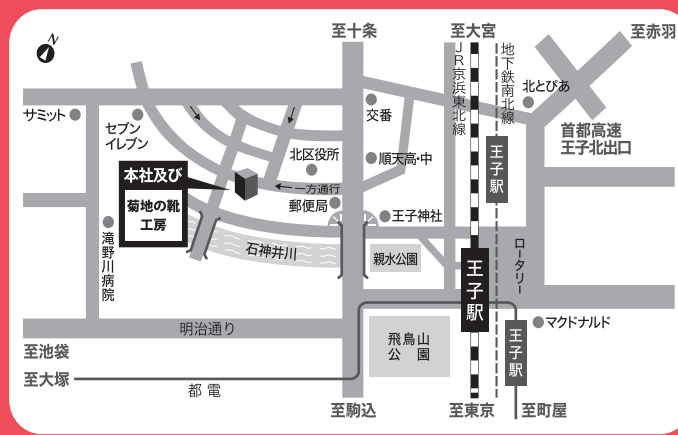 N
至十条
至大宮
至赤羽
JR京浜東北線
地下鉄南北線
北とぴあ
サミット
セブン
イレブン
交番
首都高速
王子北出口
北区役所
順天高・中
王子駅
本社及び
菊地の靴
工房
一方通行
郵便局
王子神社
滝野川病院
石神井川
親水公園
ロータリー
王子駅
明治通り
飛鳥山
公園
王子駅
マクドナルド
至池袋
至大塚
都電
至駒込
至東京
至町屋